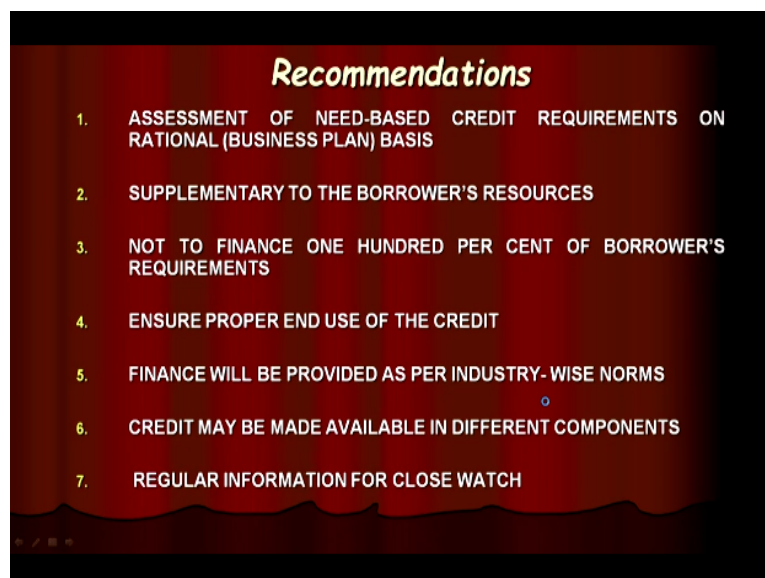 Recommendations
1. ASSESSMENT OF NEED-BASED CREDIT REQUIREMENTS ON
RATIONAL (BUSINESS PLAN) BASIS
2. SUPPLEMENTARY TO THE BORROWER'S RESOURCES
3. NOT TO FINANCE ONE HUNDRED PER CENT OF BORROWER'S
REQUIREMENTS
4. ENSURE PROPER END USE OF THE CREDIT
5. FINANCE WILL BE PROVIDED AS PER INDUSTRY- WISE NORMS
6. CREDIT MAY BE MADE AVAILABLE IN DIFFERENT COMPONENTS
7. REGULAR INFORMATION FOR CLOSE WATCH